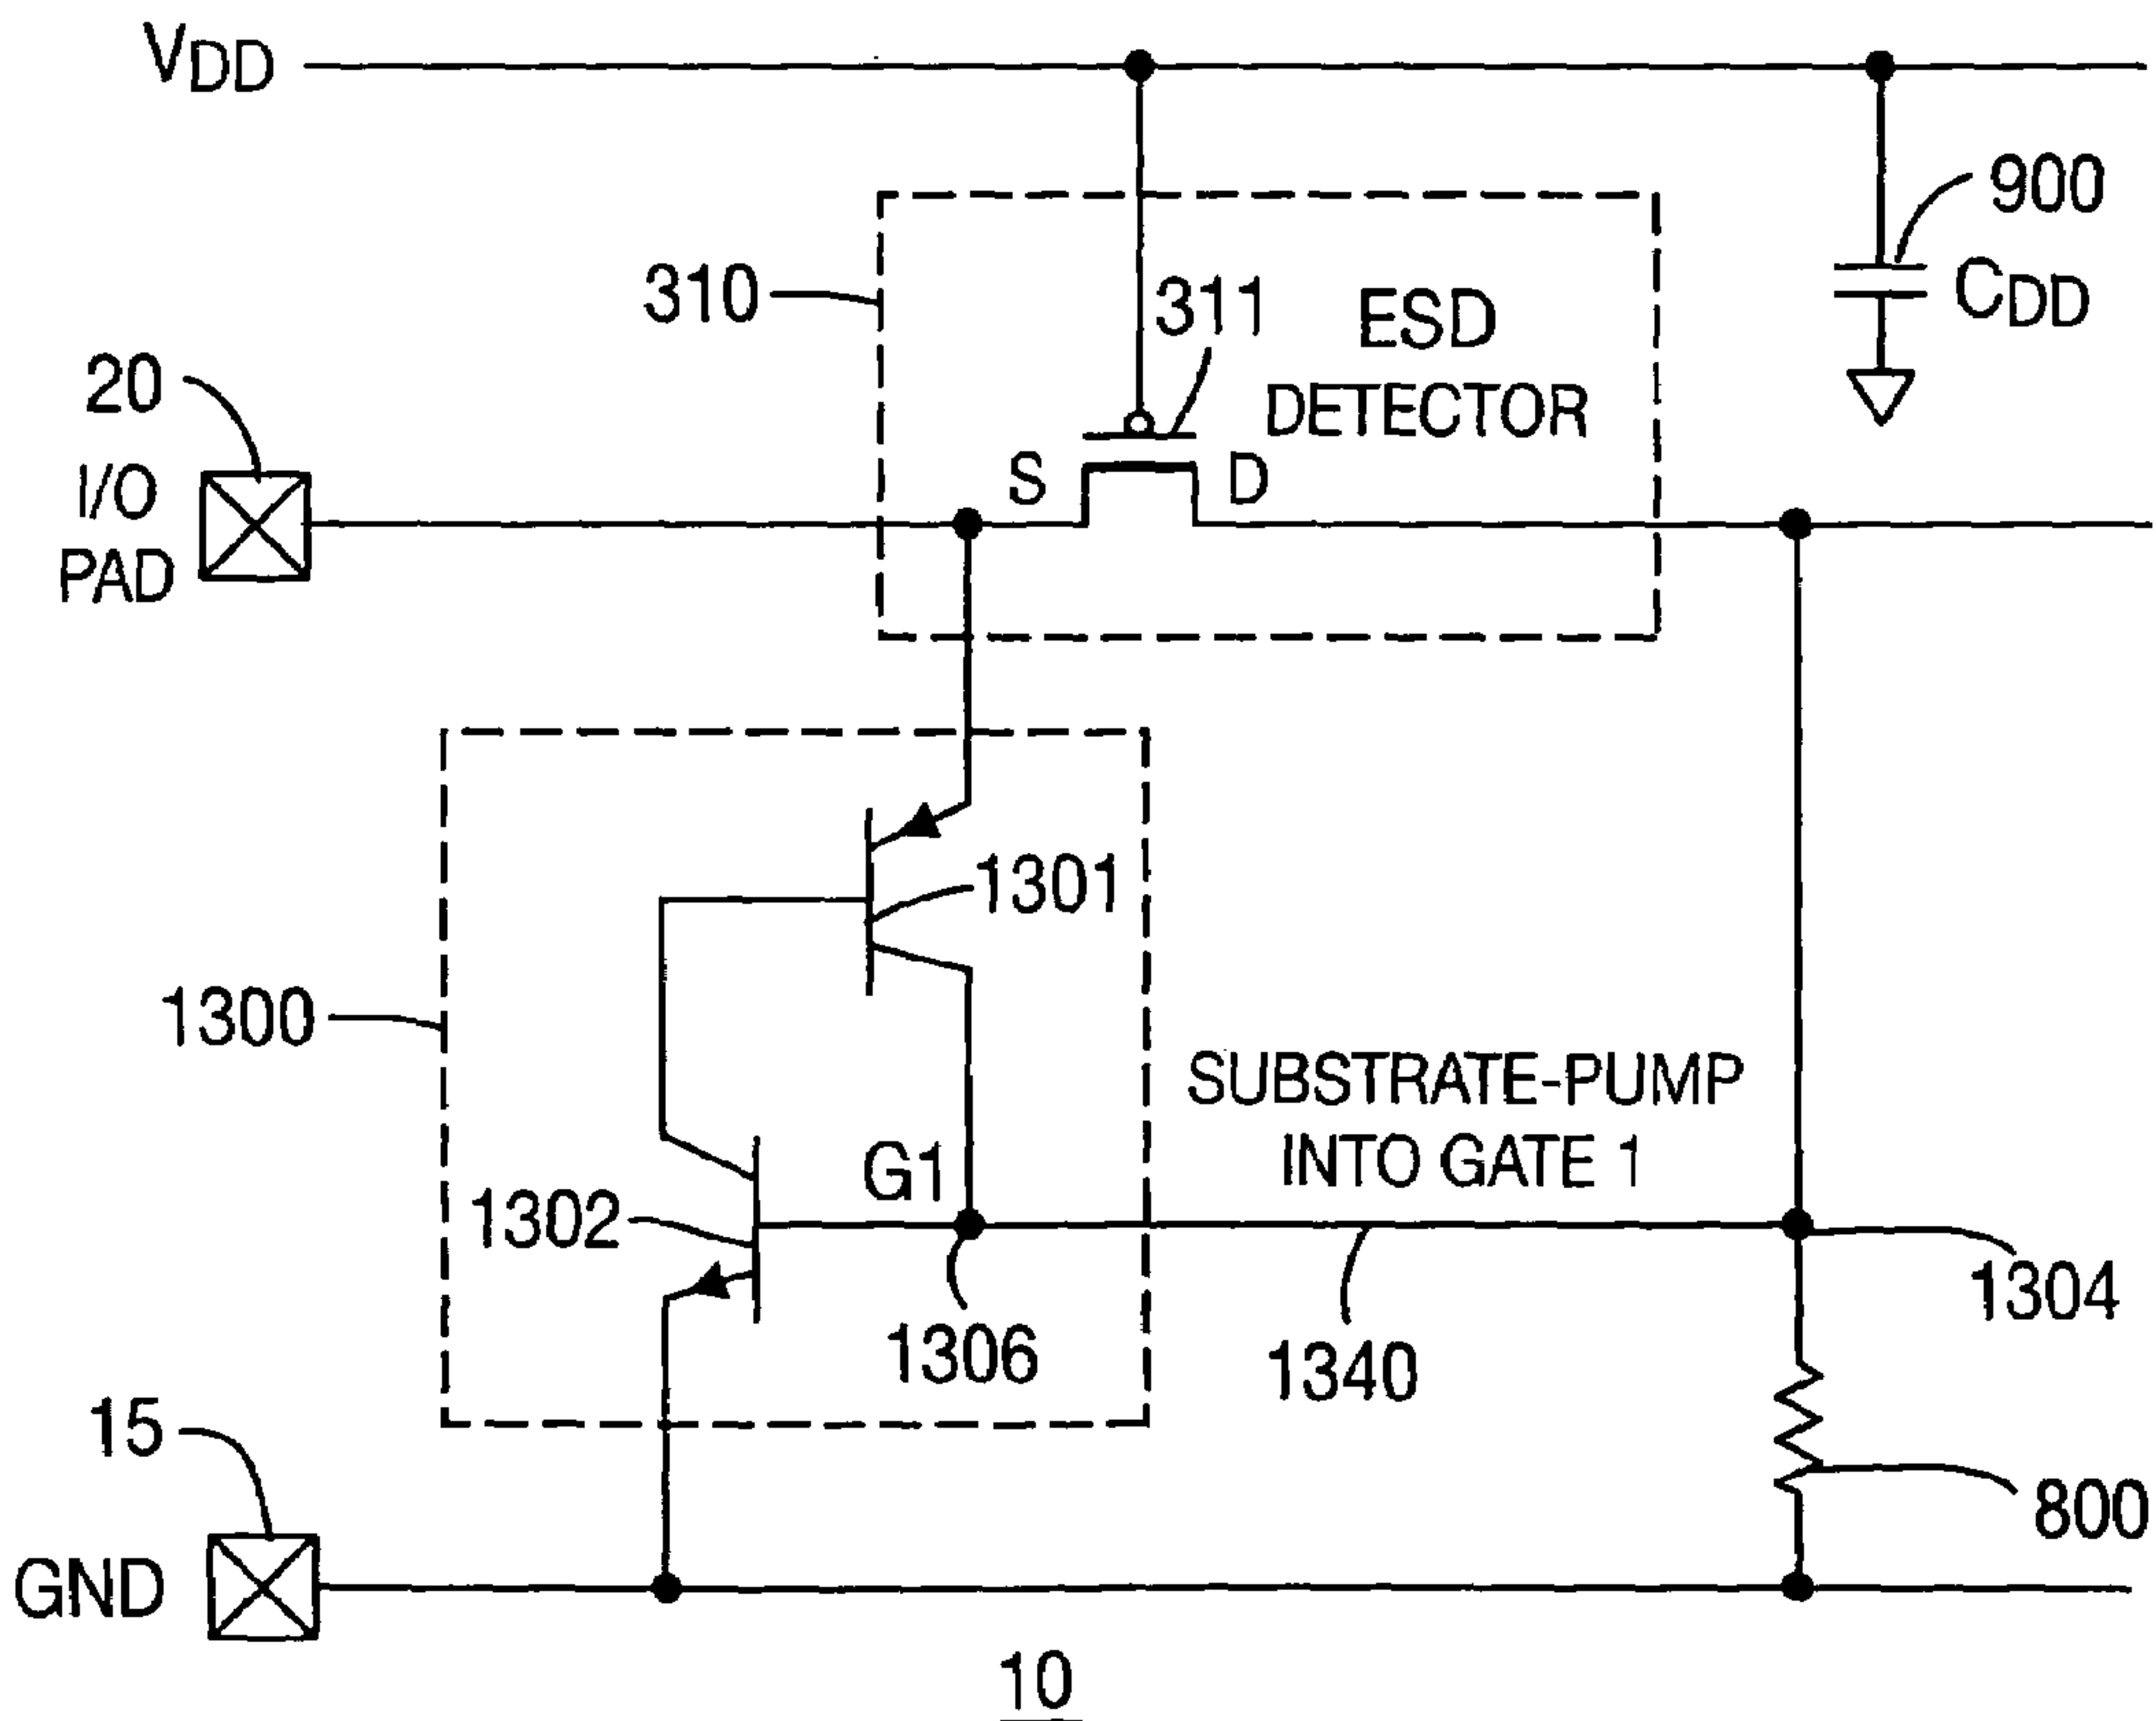 VDD
900
CDD
310
311
ESD
DETECTOR
20
I/O
PAD
S
D
1301
1300
SUBSTRATE-PUMP
INTO GATE 1
G1
1302
1304
1306
1340
15
800
GND
10